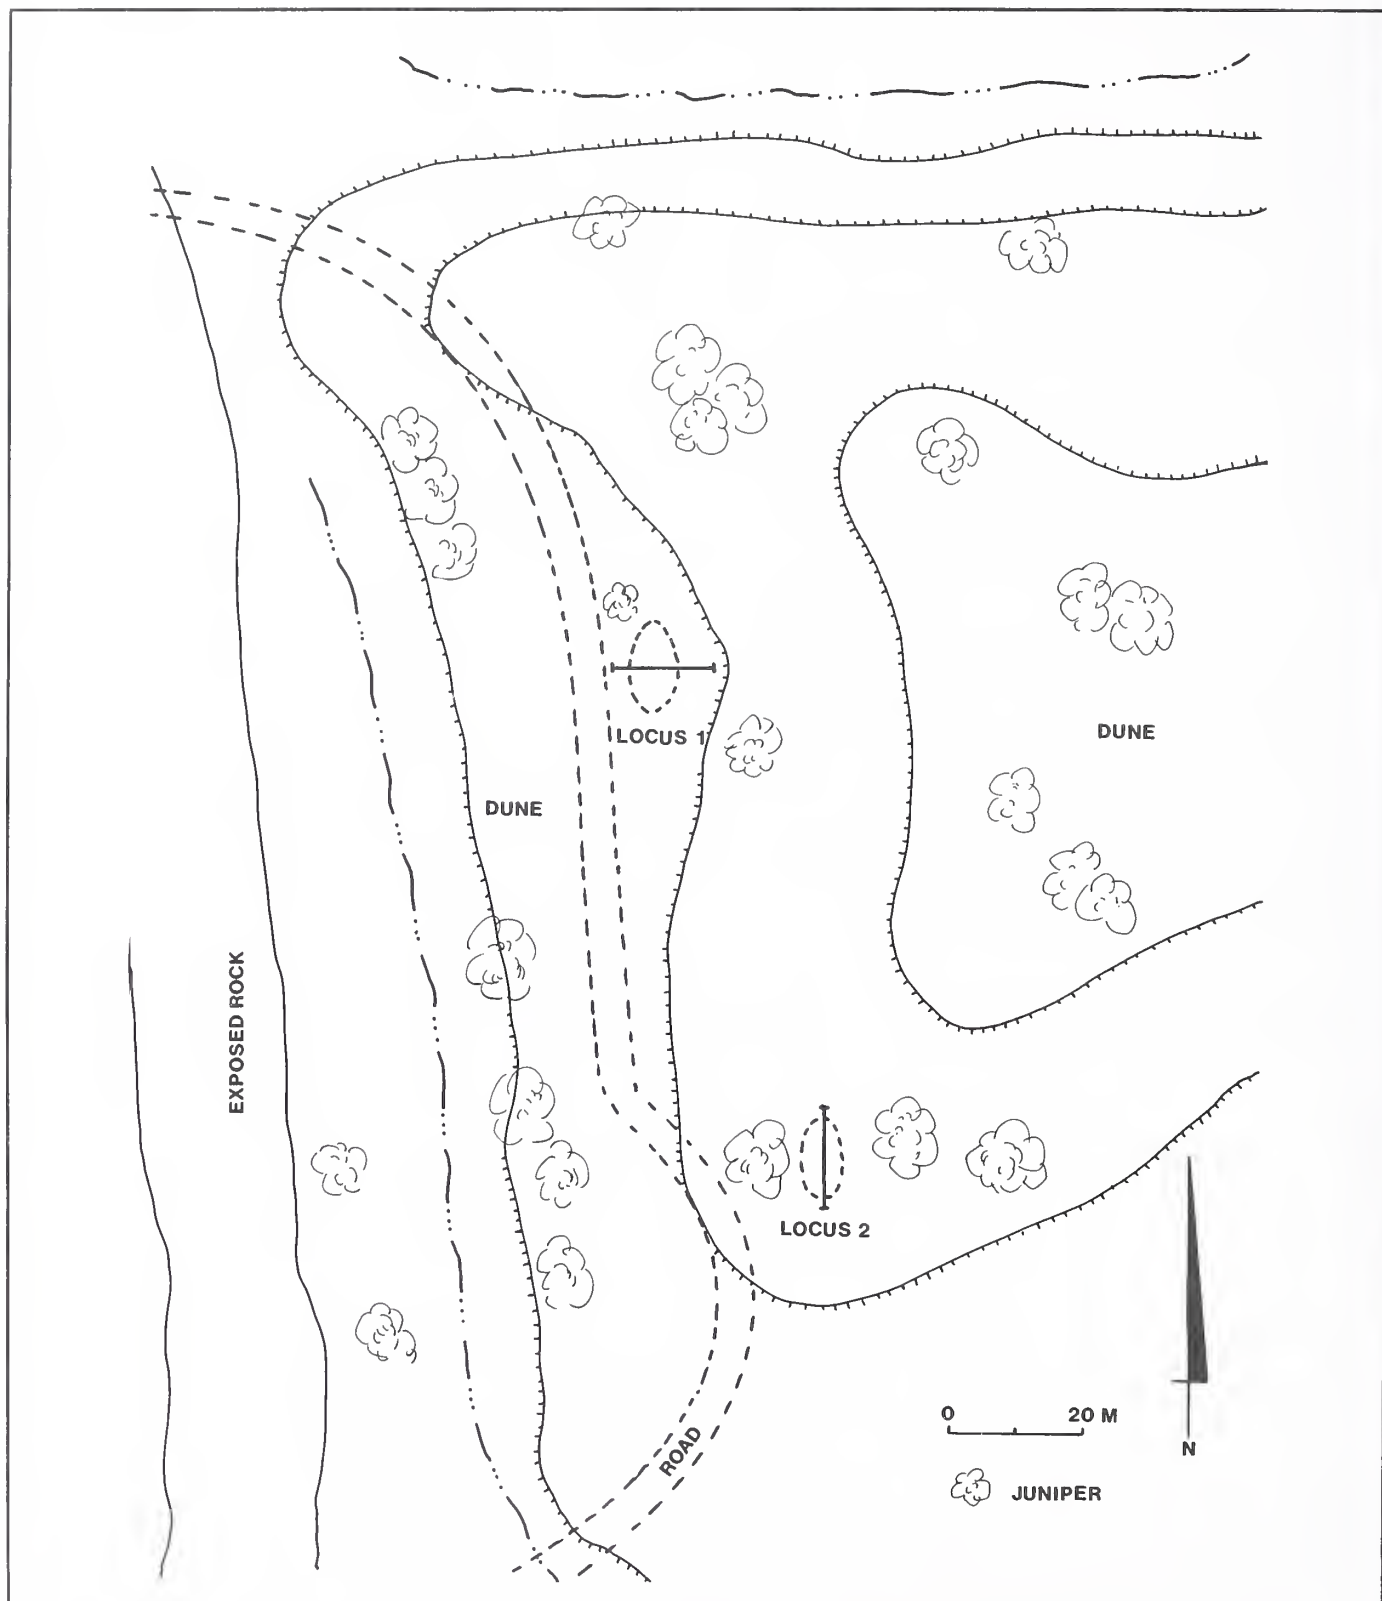 LOCUS 1
DUNE
DUNE
EXPOSED ROCK
LOCUS 2
ROAD
0 20 M
N
JUNIPER